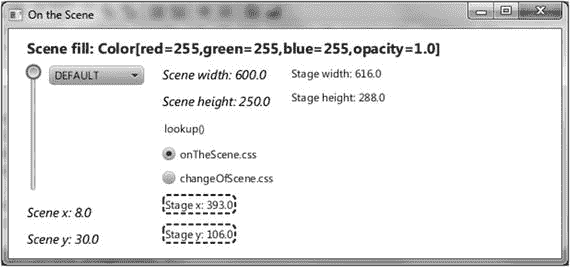 On the Scene
Scene fill: Color[red=255,green=255,blue=255,opacity=1.0]
DEFAULT
Scene width: 600.0
Stage width: 616.0
Scene height: 250.0
Stage height: 288.0
lookup()
onTheScene.css
changeOfScene.css
Stage x: 393.0
Scene x: 8.0
Stage y: 106.0
Scene y: 30.0